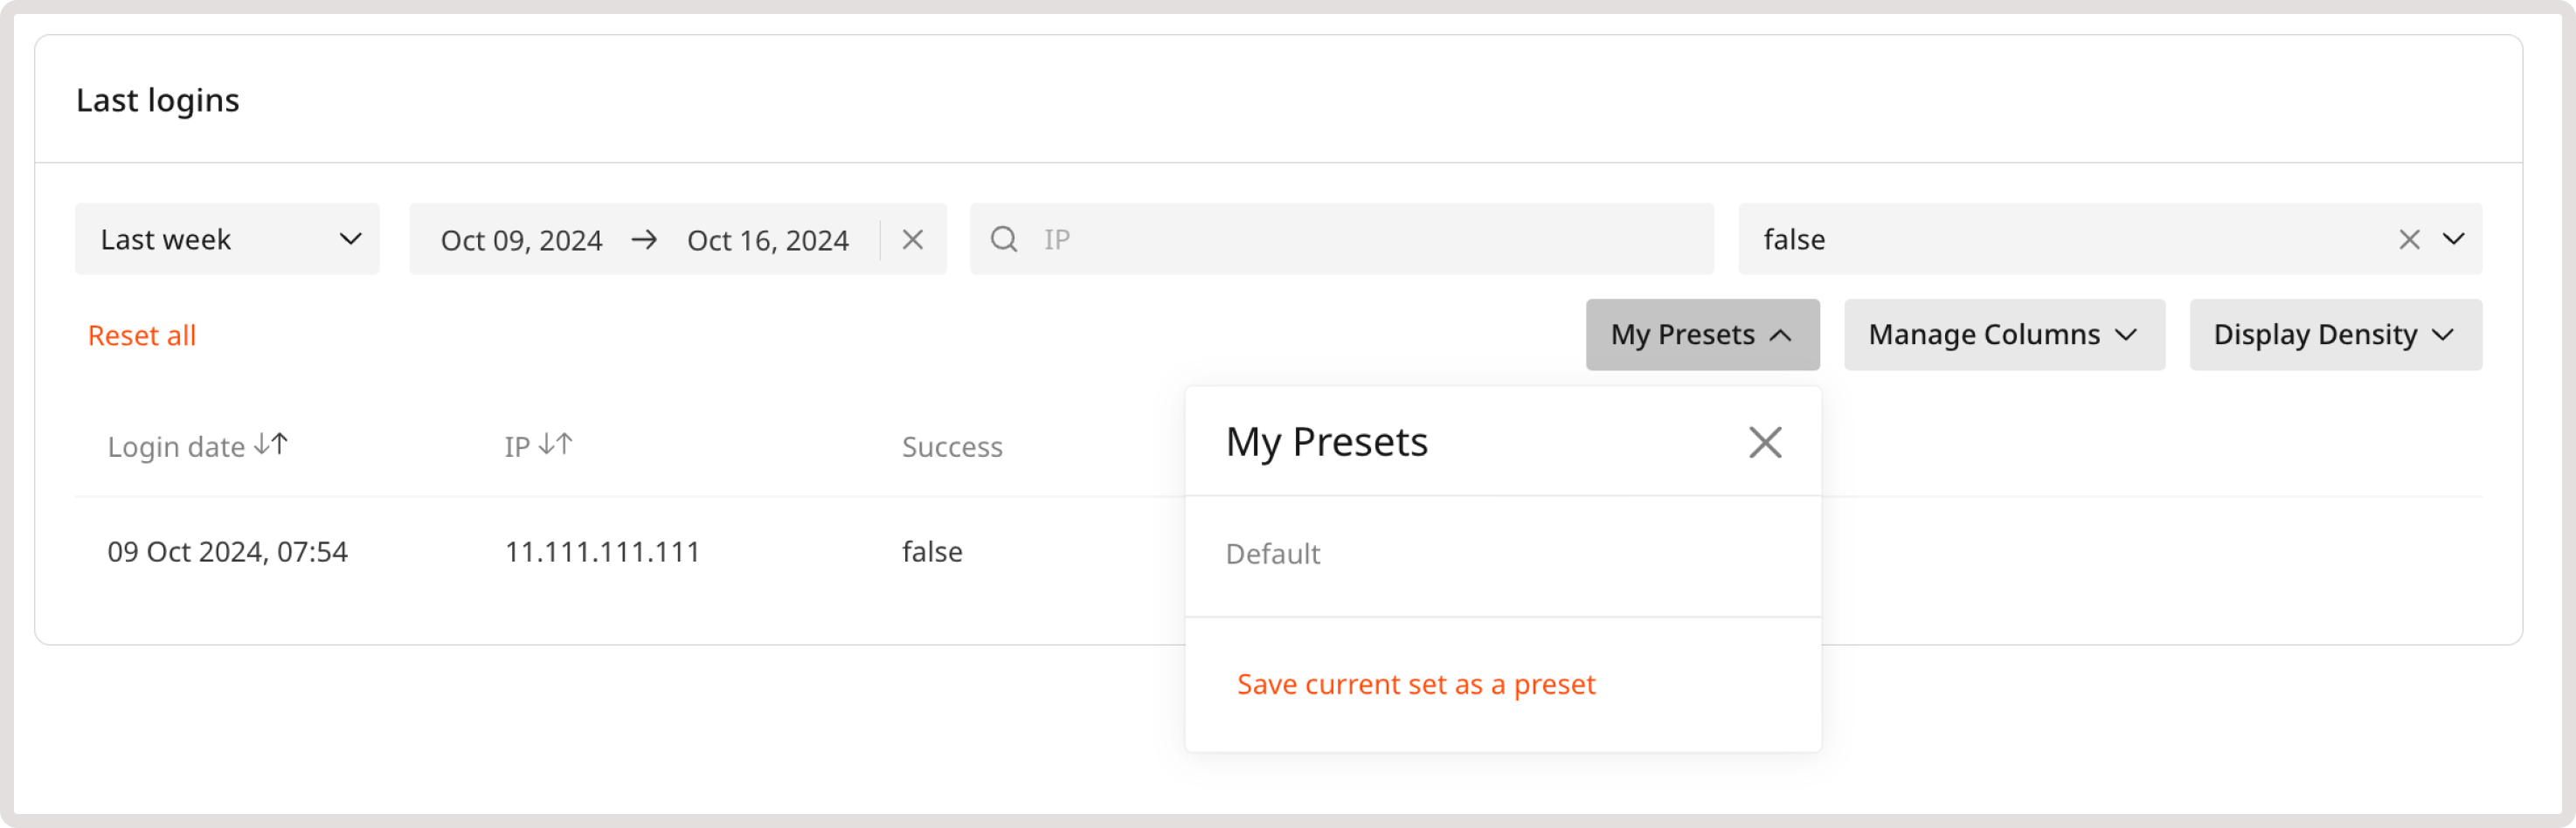 Last logins
Last week
Oct 09, 2024 → Oct 16, 2024
IP
false
Reset all
My Presets
Manage Columns
Display Density
Login date ↓↑
IP ↓↑
Success
09 Oct 2024, 07:54
11.111.111.111
false
My Presets
Default
Save current set as a preset